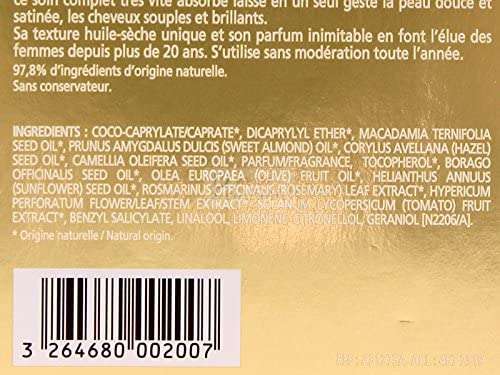 ce soin complet très vite absorbé laisse en un seul geste la peau douce et
satinée, les cheveux souples et brillants.
Sa texture huile-sèche unique et son parfum inimitable en font l'élue des
femmes depuis plus de 20 ans. S'utilise sans modération toute l'année.
97,8% d'ingrédients d'origine naturelle.
Sans conservateur.
INGREDIENTS : COCO-CAPRYLATE/CAPRATE*, DICAPRYLYL ETHER*, MACADAMIA TERNIFOLIA
SEED OIL*, PRUNUS AMYGDALUS DULCIS (SWEET ALMOND) OIL*, CORYLUS AVELLANA (HAZEL)
SEED OIL*, CAMELLIA OLEIFERA SEED OIL*, PARFUM/FRAGRANCE, TOCOPHEROL*, BORAGO
OFFICINALIS SEED OIL*, OLEA EUROPAEA (OLIVE) FRUIT OIL*, HELIANTHUS ANNUUS
(SUNFLOWER) SEED OIL*, ROSMARINUS OFFICINALIS (ROSEMARY) LEAF EXTRACT*, HYPERICUM
PERFORATUM FLOWER/LEAF/STEM EXTRACT*, SOLANUM LYCOPERSICUM (TOMATO) FRUIT
EXTRACT*, BENZYL SALICYLATE, LINALOOL, LIMONENE, CITRONELLOL, GERANIOL [N2206/A].
* Origine naturelle / Natural origin.
3 264680 002007